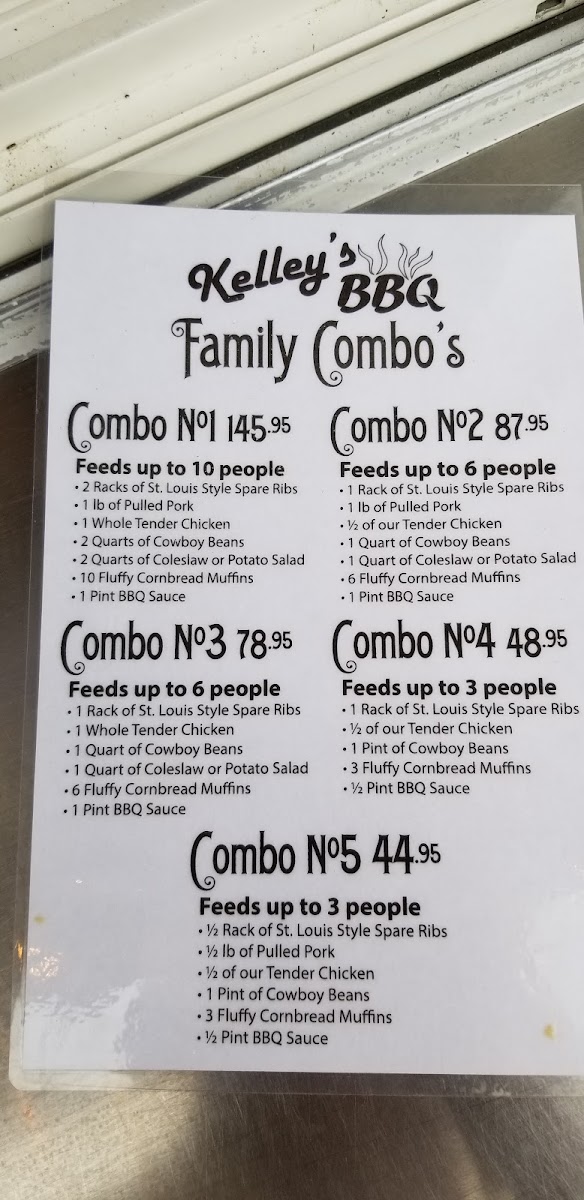 Kelley's
BBQ
Family Combo's
Combo Nº1 145.95
Feeds up to 10 people
• 2 Racks of St. Louis Style Spare Ribs
• 1 lb of Pulled Pork
• 1 Whole Tender Chicken
• 2 Quarts of Cowboy Beans
• 2 Quarts of Coleslaw or Potato Salad
• 10 Fluffy Cornbread Muffins
• 1 Pint BBQ Sauce
Combo Nº2 87.95
Feeds up to 6 people
• 1 Rack of St. Louis Style Spare Ribs
• 1 lb of Pulled Pork
• ½ of our Tender Chicken
• 1 Quart of Cowboy Beans
• 1 Quart of Coleslaw or Potato Salad
• 6 Fluffy Cornbread Muffins
• 1 Pint BBQ Sauce
Combo Nº3 78.95
Feeds up to 6 people
• 1 Rack of St. Louis Style Spare Ribs
• 1 Whole Tender Chicken
• 1 Quart of Cowboy Beans
• 1 Quart of Coleslaw or Potato Salad
• 6 Fluffy Cornbread Muffins
• 1 Pint BBQ Sauce
Combo Nº4 48.95
Feeds up to 3 people
• 1 Rack of St. Louis Style Spare Ribs
• ½ of our Tender Chicken
• 1 Pint of Cowboy Beans
• 3 Fluffy Cornbread Muffins
• ½ Pint BBQ Sauce
Combo Nº5 44.95
Feeds up to 3 people
• ½ Rack of St. Louis Style Spare Ribs
• ½ lb of Pulled Pork
• ½ of our Tender Chicken
• 1 Pint of Cowboy Beans
• 3 Fluffy Cornbread Muffins
• ½ Pint BBQ Sauce